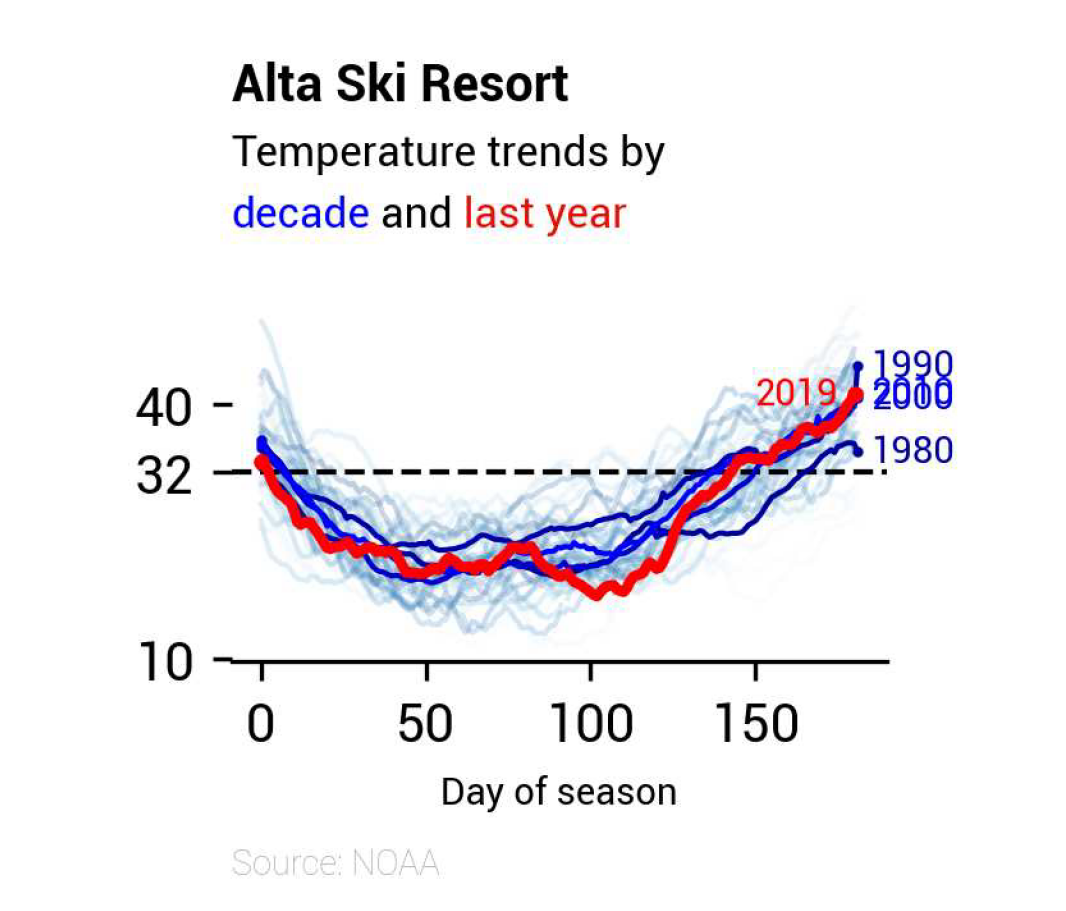 Alta Ski Resort
Temperature trends by
decade and last year
1990
2019
2010
2000
1980
40
32
10
0 50 100 150
Day of season
Source: NOAA